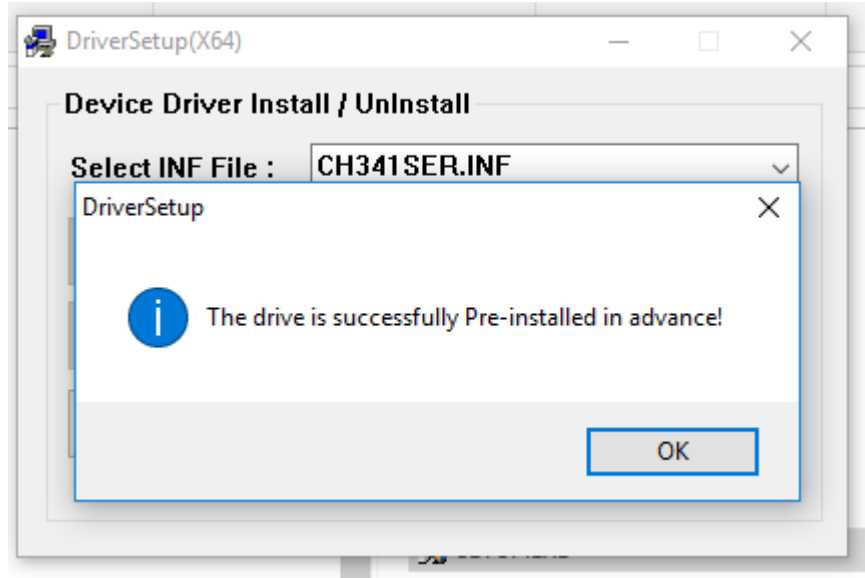 DriverSetup(X64)
Device Driver Install / UnInstall
Select INF File :
CH341SER.INF
DriverSetup
The drive is successfully Pre-installed in advance!
OK